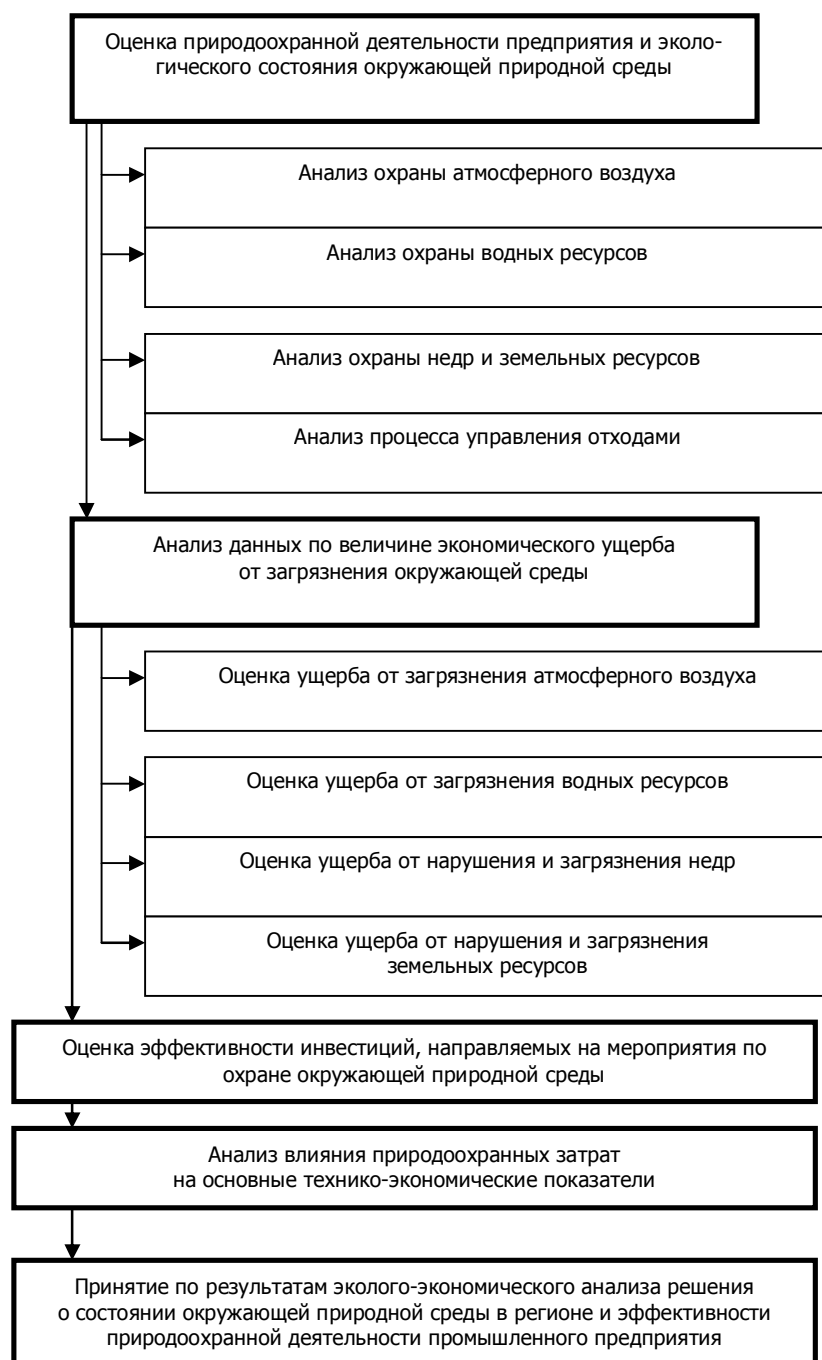 Оценка природоохранной деятельности предприятия и эколо-
гического состояния окружающей природной среды
Анализ охраны атмосферного воздуха
Анализ охраны водных ресурсов
Анализ охраны недр и земельных ресурсов
Анализ процесса управления отходами
Анализ данных по величине экономического ущерба
от загрязнения окружающей среды
Оценка ущерба от загрязнения атмосферного воздуха
Оценка ущерба от загрязнения водных ресурсов
Оценка ущерба от нарушения и загрязнения недр
Оценка ущерба от нарушения и загрязнения
земельных ресурсов
Оценка эффективности инвестиций, направляемых на мероприятия по
охране окружающей природной среды
Анализ влияния природоохранных затрат
на основные технико-экономические показатели
Принятие по результатам эколого-экономического анализа решения
о состоянии окружающей природной среды в регионе и эффективности
природоохранной деятельности промышленного предприятия